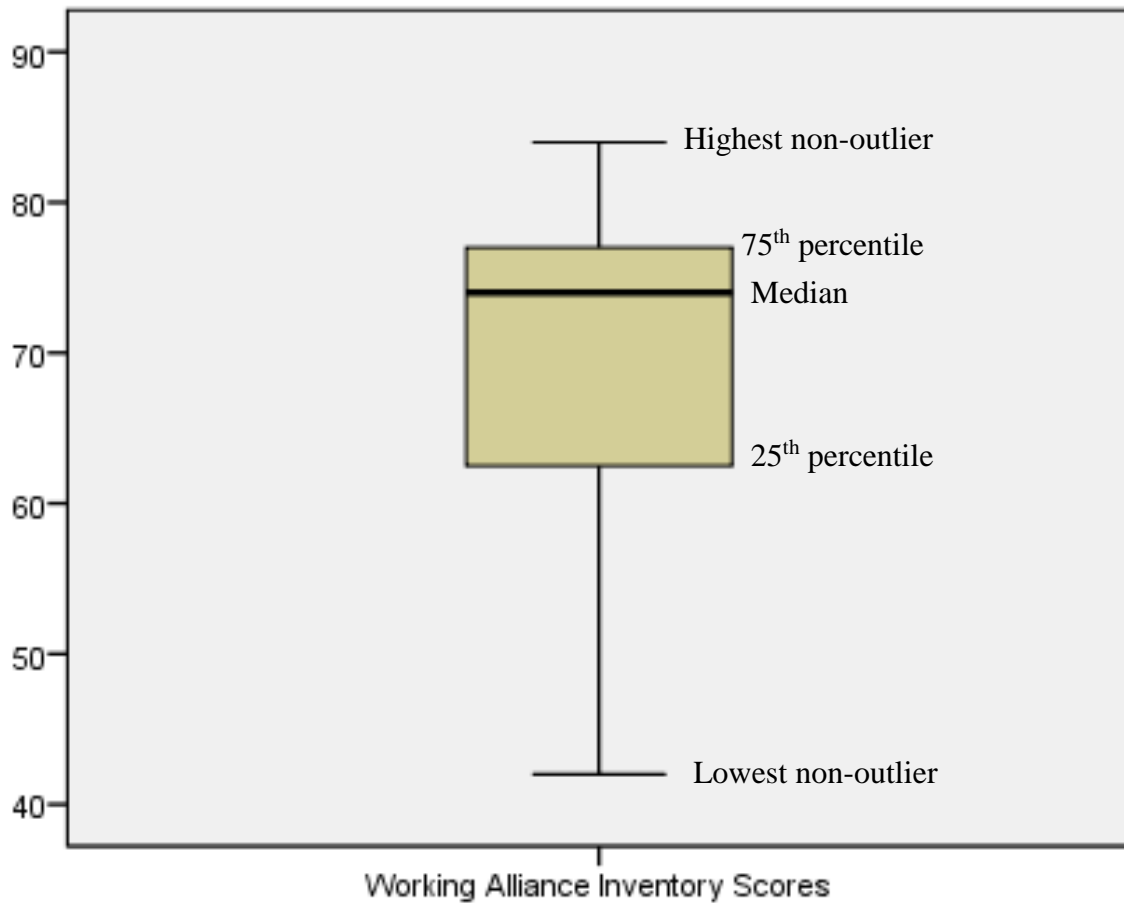 90
Highest non-outlier
80
75th percentile
Median
70
25th percentile
60
50
Lowest non-outlier
40
Working Alliance Inventory Scores